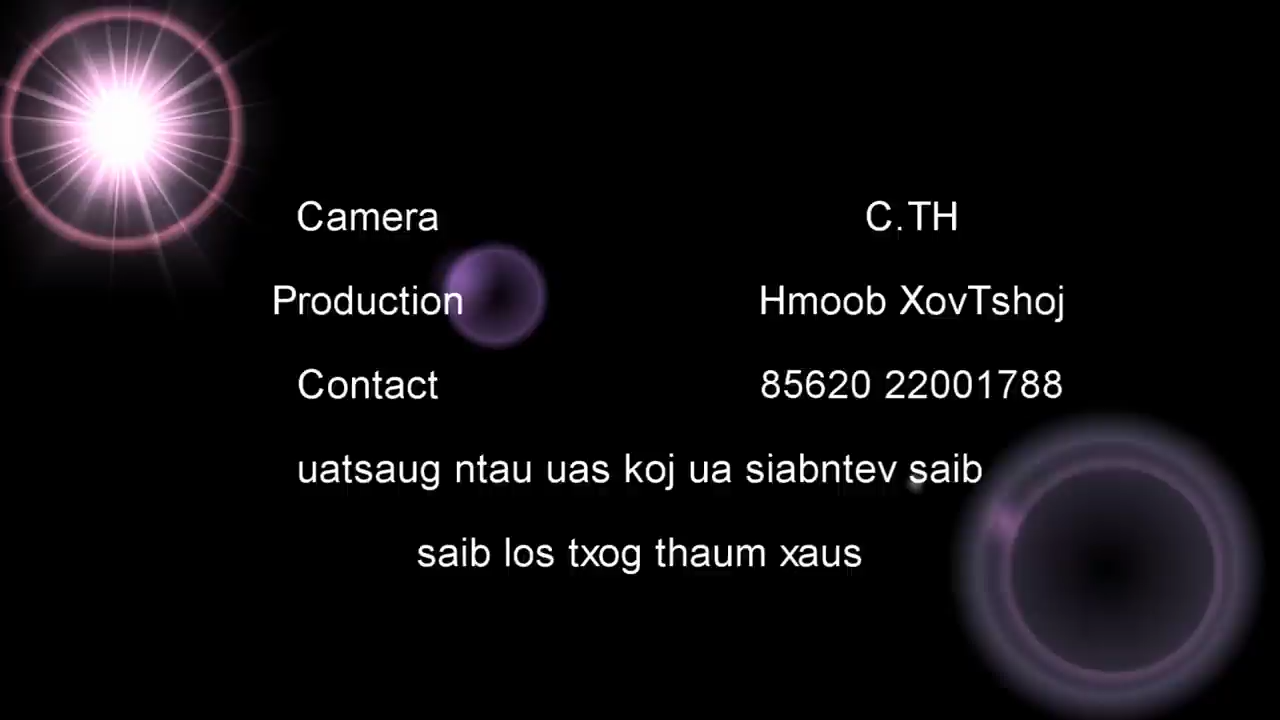 Camera C.TH
Production Hmoob XovTshoj
Contact 85620 22001788
uatsaug ntau uas koj ua siabntev saib
saib los txog thaum xaus